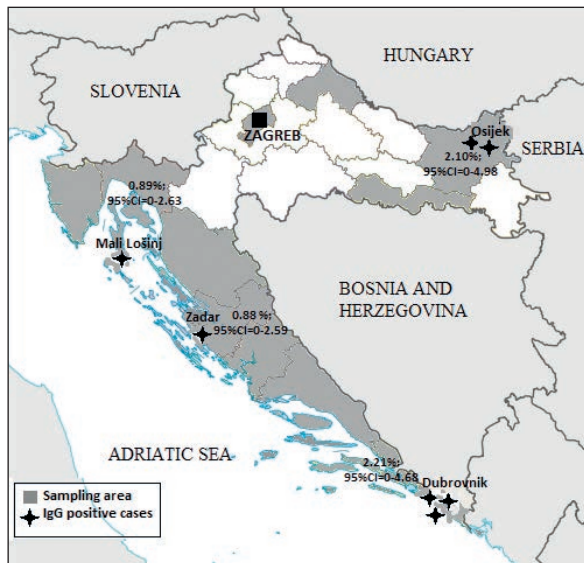 HUNGARY
SLOVENIA
ZAGREB
Osijek
2.10%;
95%CI=0-4.98
SERBIA
0.89%;
95%CI=0-2.63
Mali Lošinj
BOSNIA AND
HERZEGOVINA
Zadar
0.88 %;
95%CI=0-2.59
ADRIATIC SEA
2.21%;
95%CI=0-4.68
Dubrovnik
Sampling area
IgG positive cases